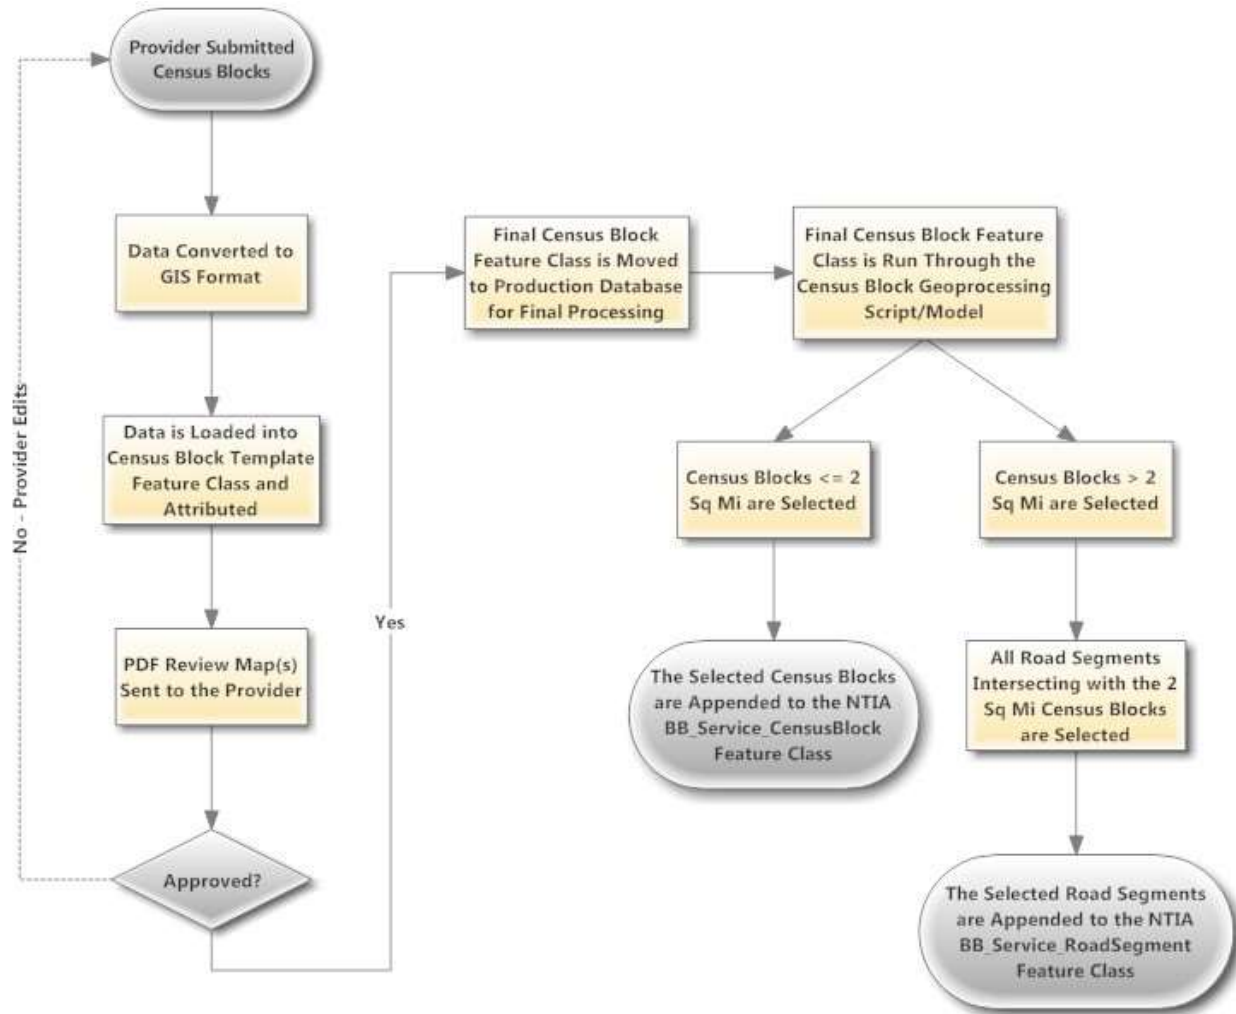 Provider Submitted
Census Blocks
Data Converted to
GIS Format
Data is Loaded into
Census Block Template
Feature Class and
Attributed
PDF Review Map(s)
Sent to the Provider
Approved?
No - Provider Edits
Yes
Final Census Block
Feature Class is Moved
to Production Database
for Final Processing
Final Census Block Feature
Class is Run Through the
Census Block Geoprocessing
Script/Model
Census Blocks <= 2
Sq Mi are Selected
The Selected Census Blocks
are Appended to the NTIA
BB_Service_CensusBlock
Feature Class
Census Blocks > 2
Sq Mi are Selected
All Road Segments
Intersecting with the 2
Sq Mi Census Blocks
are Selected
The Selected Road Segments
are Appended to the NTIA
BB_Service_RoadSegment
Feature Class